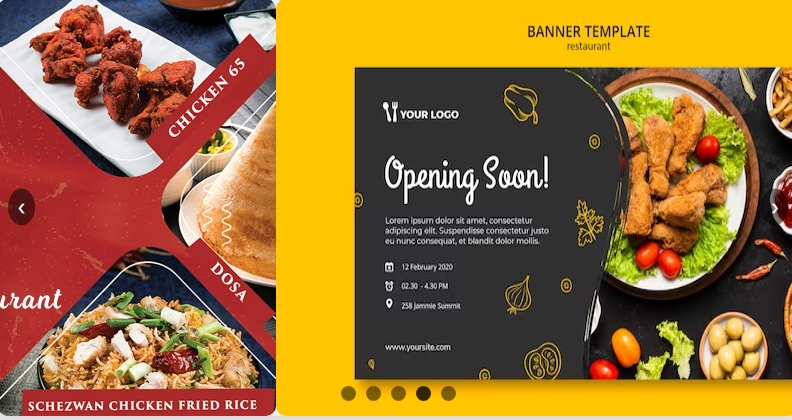 CHICKEN 65
DOSA
urant
SCHEZWAN CHICKEN FRIED RICE
BANNER TEMPLATE
restaurant
YOUR LOGO
Opening Soon!
Lorem ipsum dolor sit amet, consectetur
adipiscing elit. Suspendisse consectetur justo
eu nunc consequat, et blandit dolor mollis.
12 February 2020
02.30 - 4.30 PM
258 Jammie Summit
www.yoursite.com